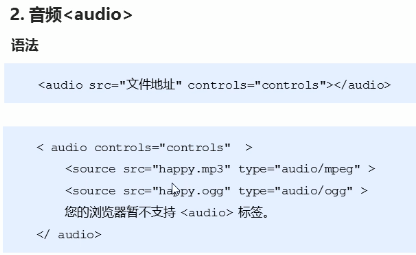 2. 音频<audio>
语法
<audio src="文件地址" controls="controls"></audio>
< audio controls="controls"  >
<source src="happy.mp3" type="audio/mpeg" >
<source src="happy.ogg" type="audio/ogg" >
您的浏览器暂不支持 <audio> 标签。
</ audio>